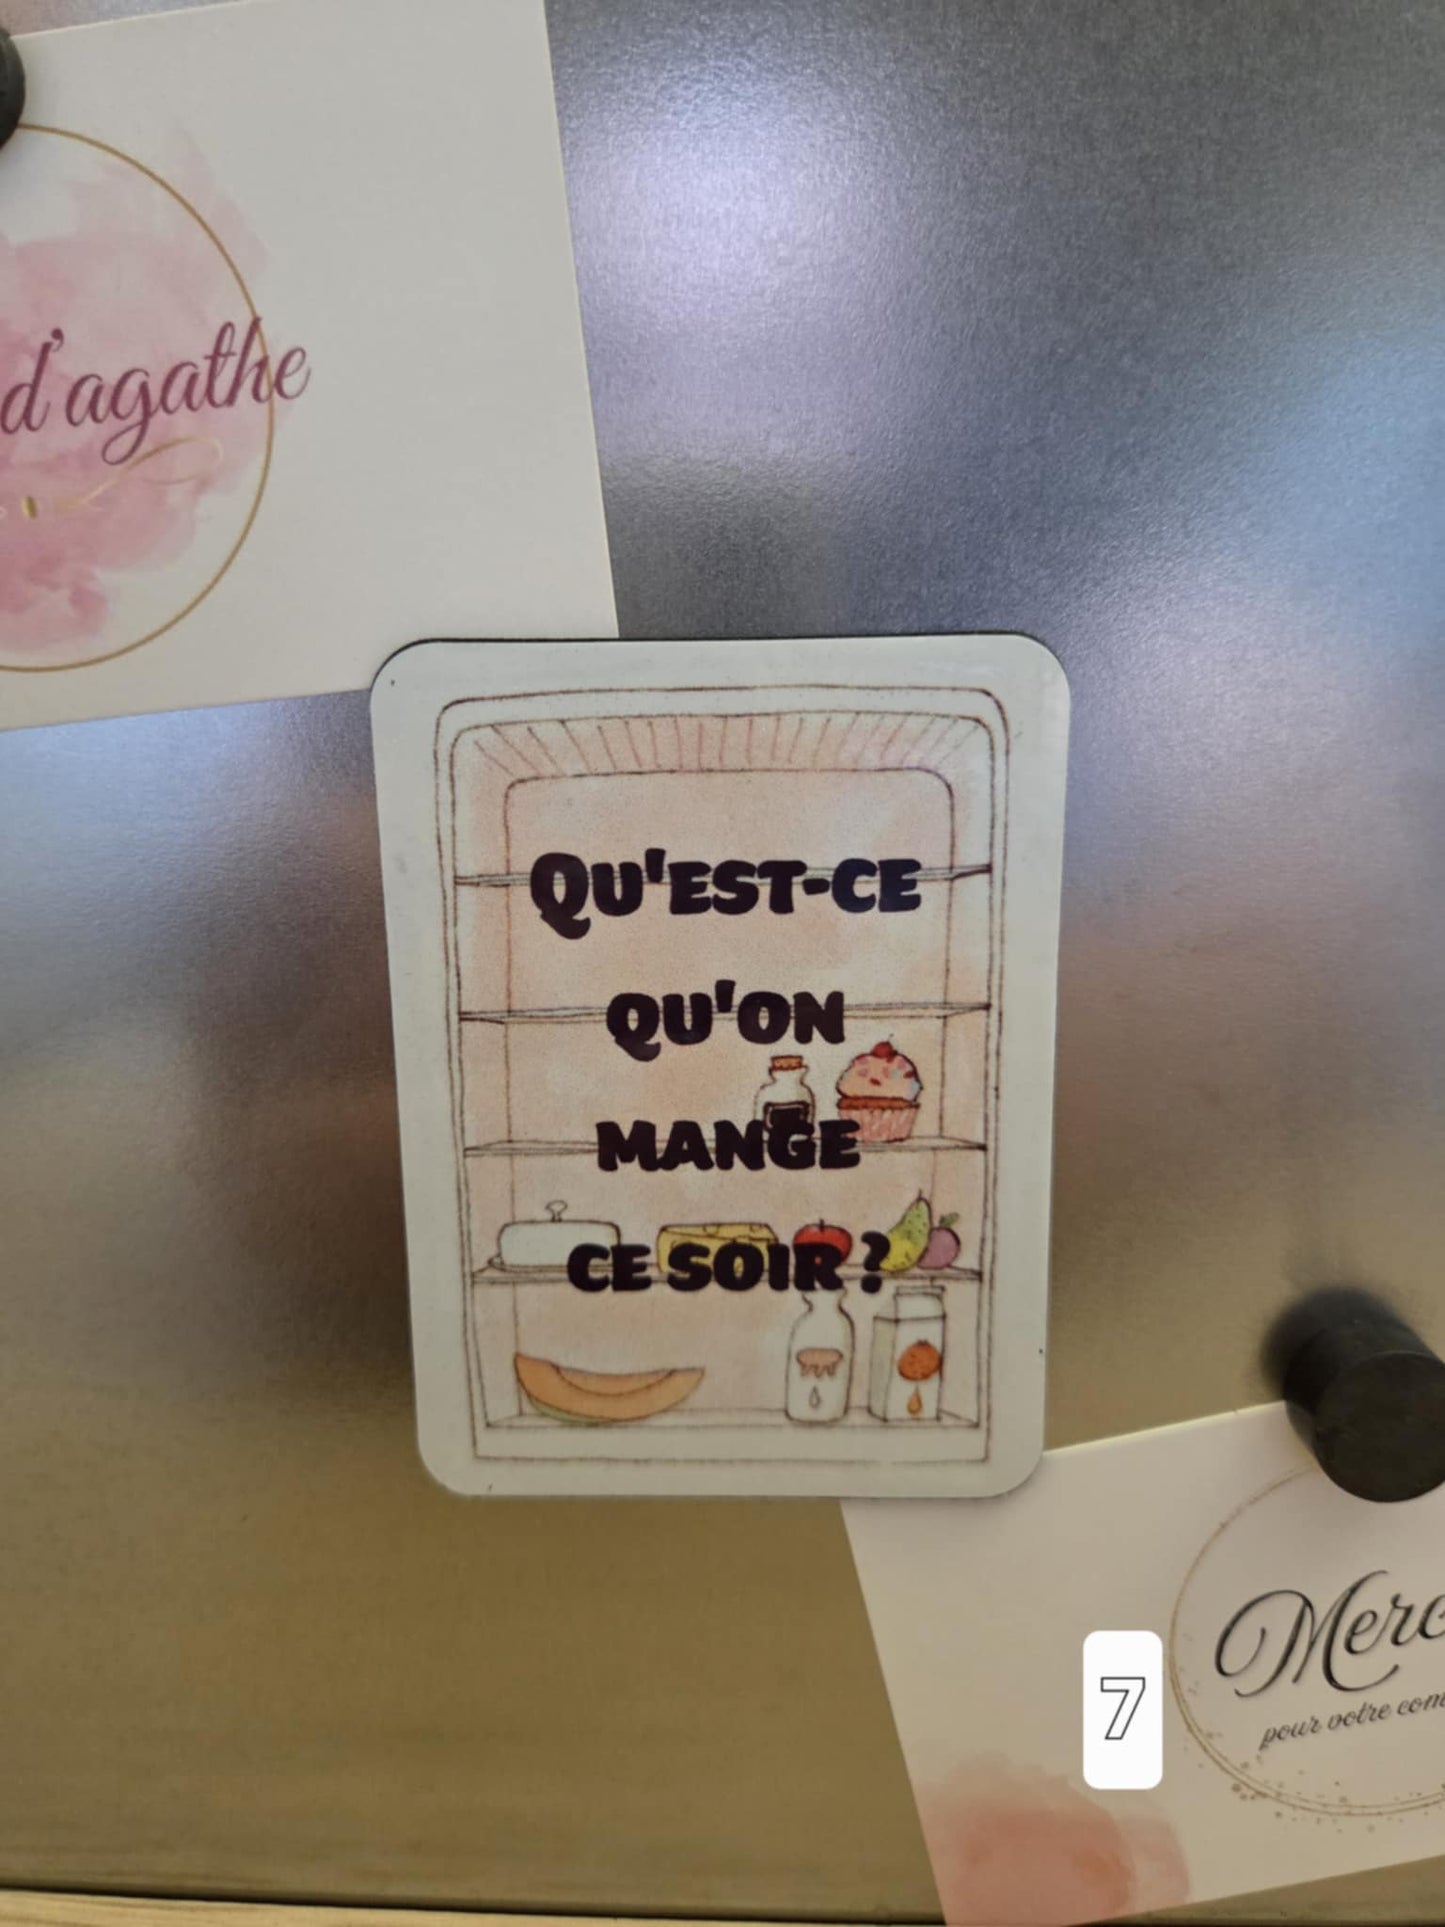 d'agathe
QU'EST-CE
QU'ON
MANGE
CE SOIR ?
Merc
pour votre com
7